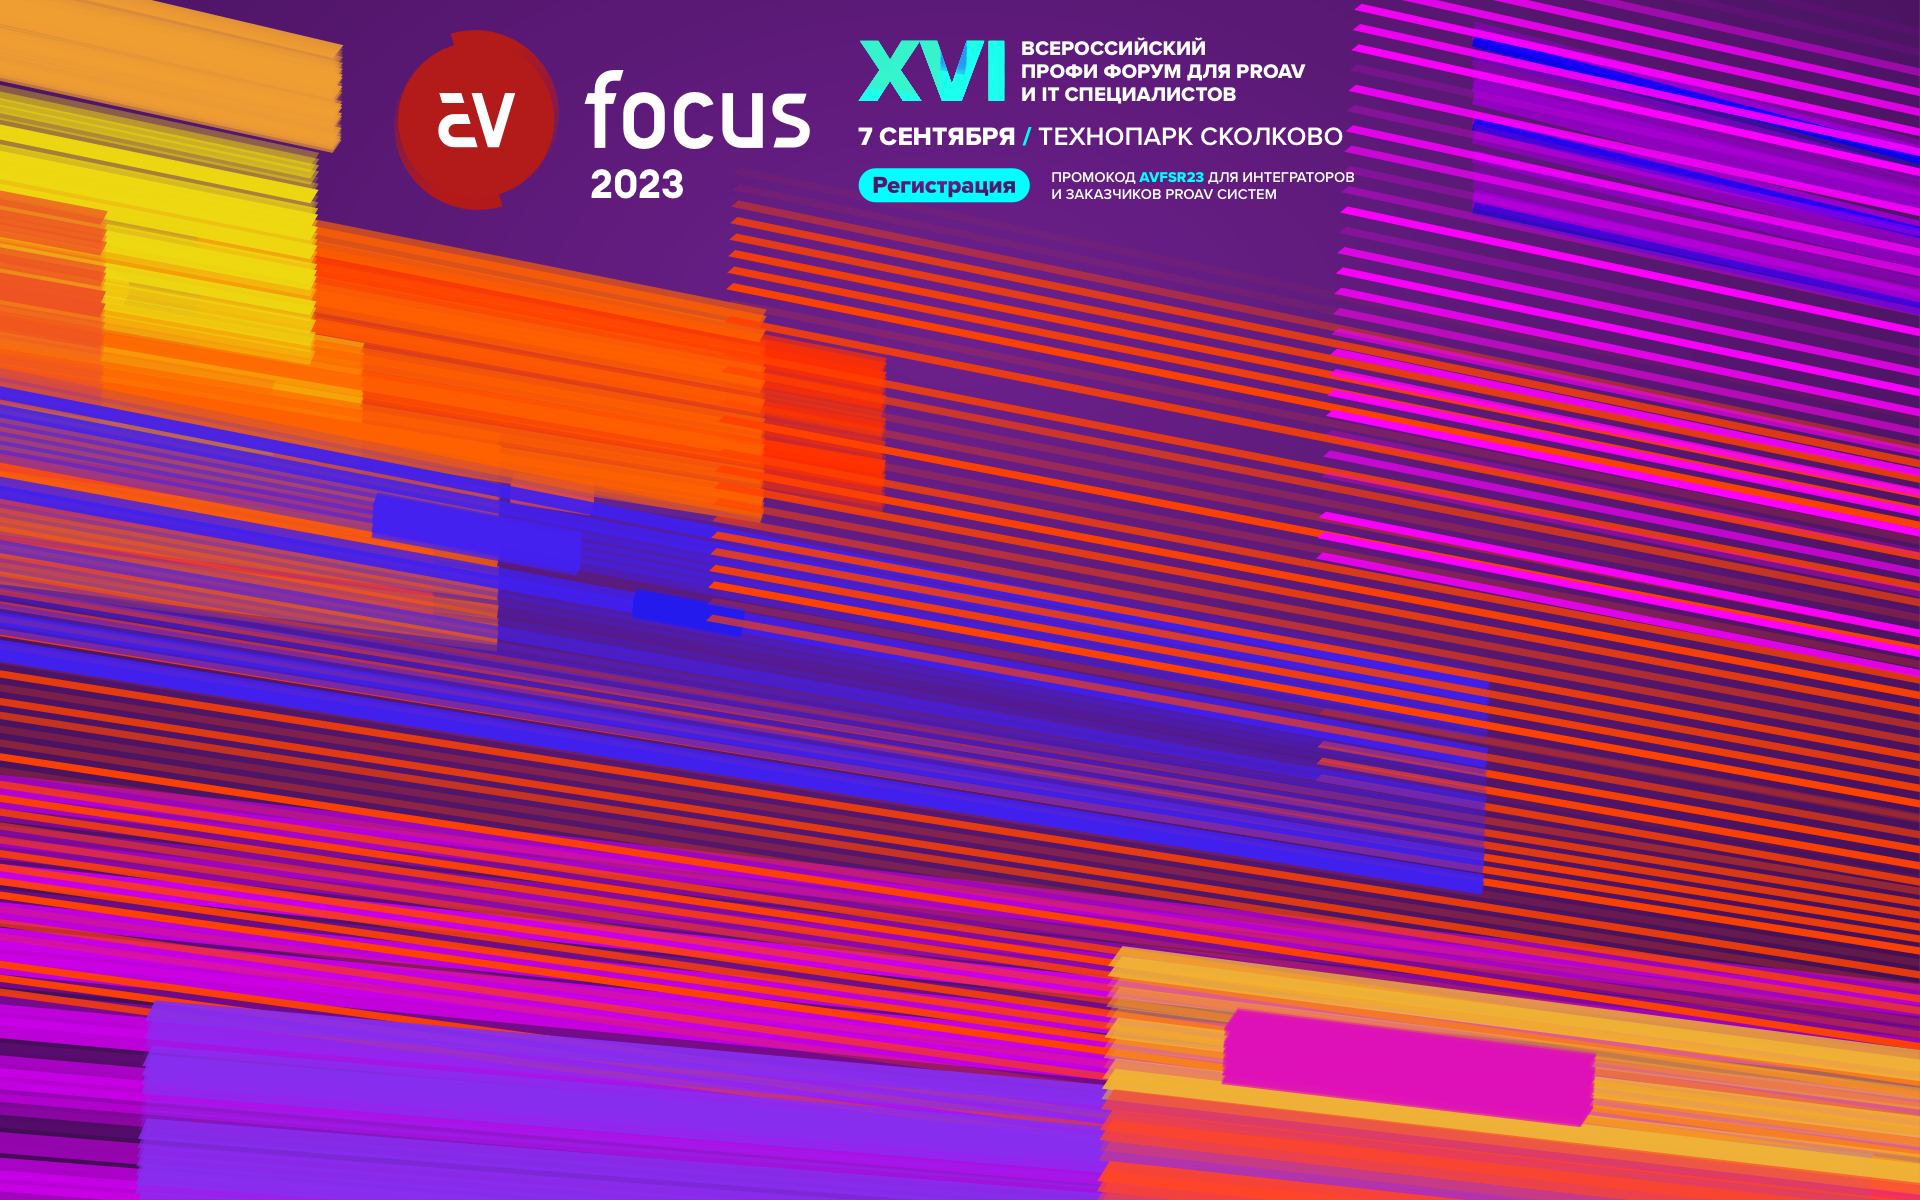 AV
focus
2023
XVI
ВСЕРОССИЙСКИЙ
ПРОФИ ФОРУМ ДЛЯ PROAV
И IT СПЕЦИАЛИСТОВ
7 СЕНТЯБРЯ / ТЕХНОПАРК СКОЛКОВО
Регистрация
ПРОМОКОД AVFSR23 ДЛЯ ИНТЕГРАТОРОВ
И ЗАКАЗЧИКОВ PROAV СИСТЕМ